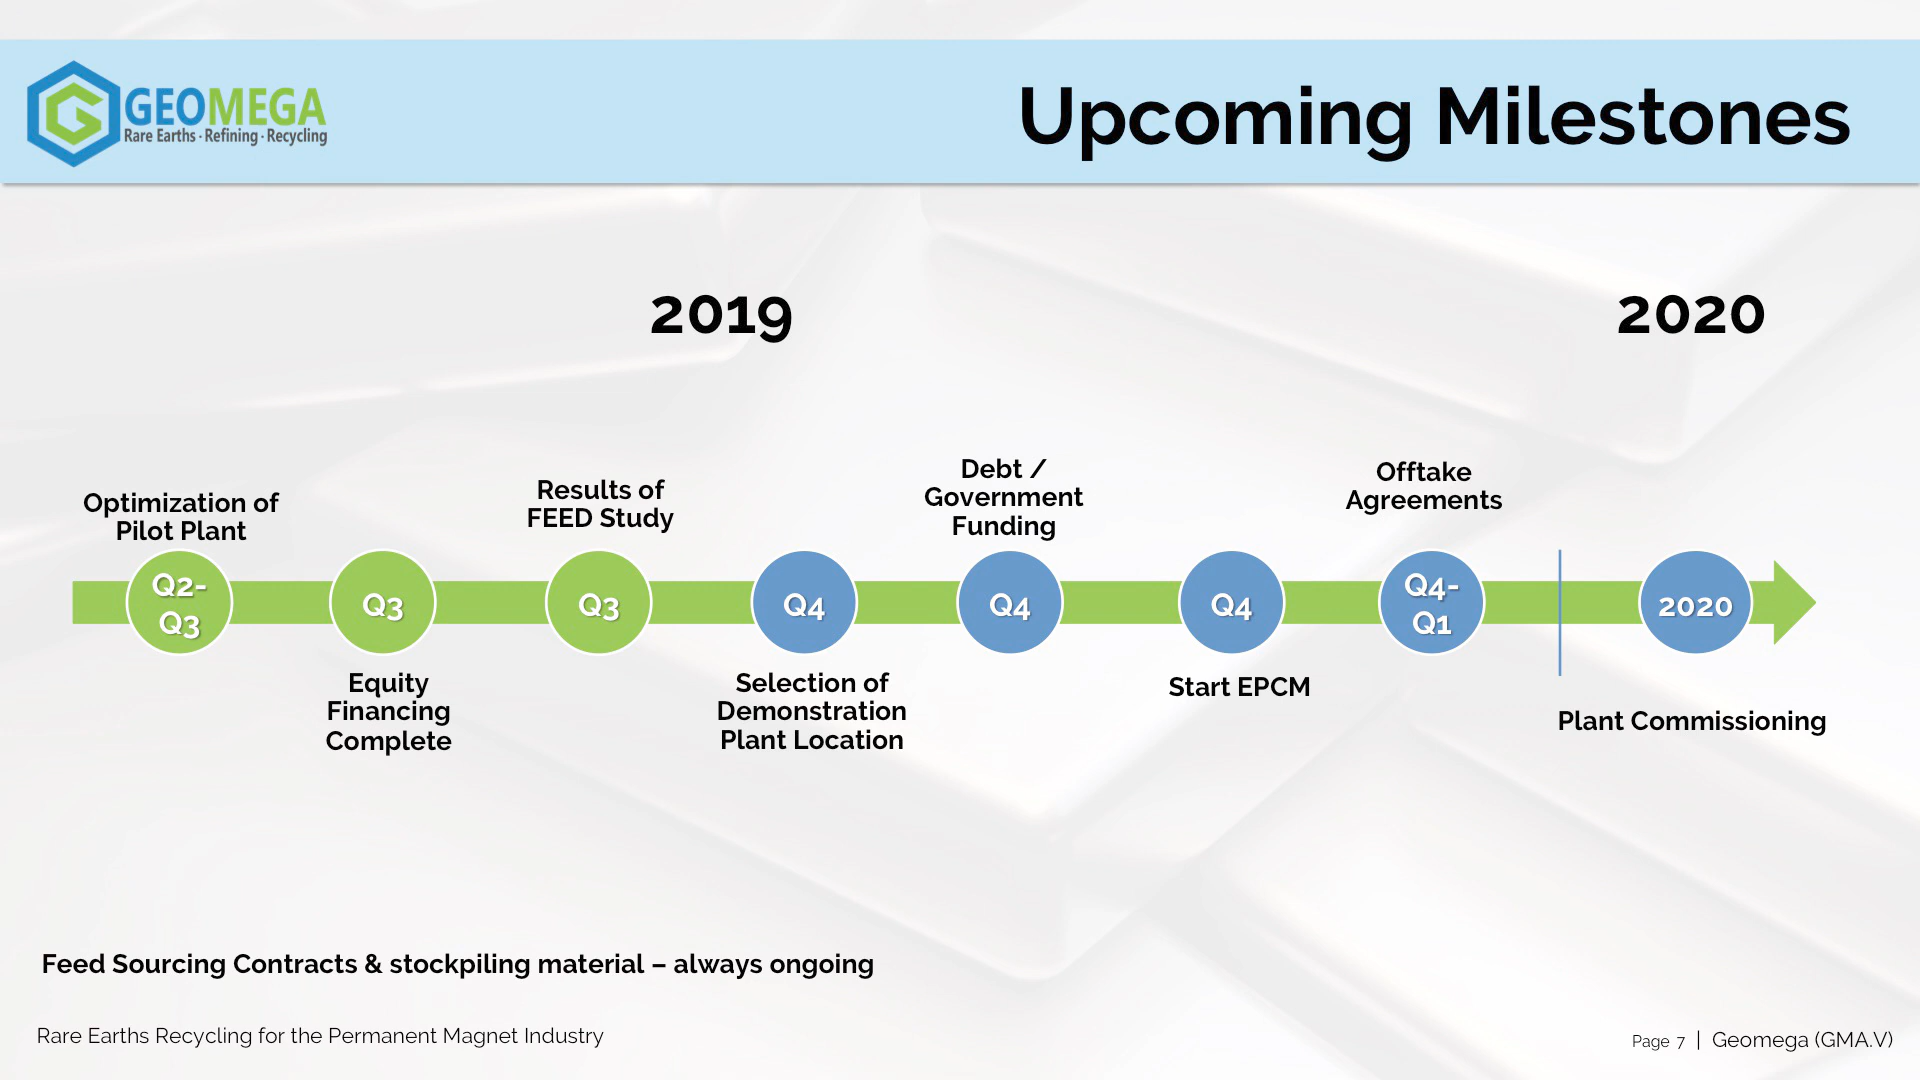 GEOMEGA
Rare Earths · Refining · Recycling
Upcoming Milestones
2019
2020
Optimization of
Pilot Plant
Q2-
Q3
Q3
Equity
Financing
Complete
Results of
FEED Study
Q3
Q4
Selection of
Demonstration
Plant Location
Debt /
Government
Funding
Q4
Q4
Start EPCM
Offtake
Agreements
Q4-
Q1
2020
Plant Commissioning
Feed Sourcing Contracts & stockpiling material – always ongoing
Rare Earths Recycling for the Permanent Magnet Industry
Page 7 | Geomega (GMA.V)